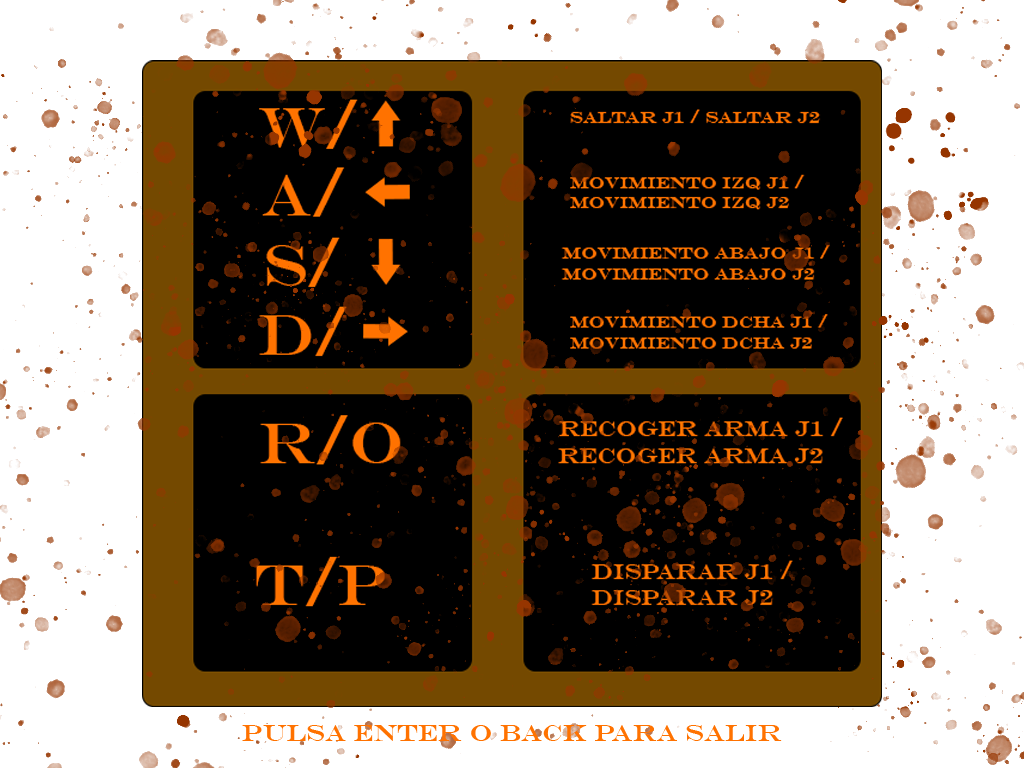 W/ ⬆
SALTAR J1 / SALTAR J2
A/ ⬅
MOVIMIENTO IZQ J1 /
MOVIMIENTO IZQ J2
S/ ⬇
MOVIMIENTO ABAJO J1 /
MOVIMIENTO ABAJO J2
D/ ➡
MOVIMIENTO DCHA J1 /
MOVIMIENTO DCHA J2
R/O
RECOGER ARMA J1 /
RECOGER ARMA J2
T/P
DISPARAR J1 /
DISPARAR J2
PULSA ENTER O BACK PARA SALIR